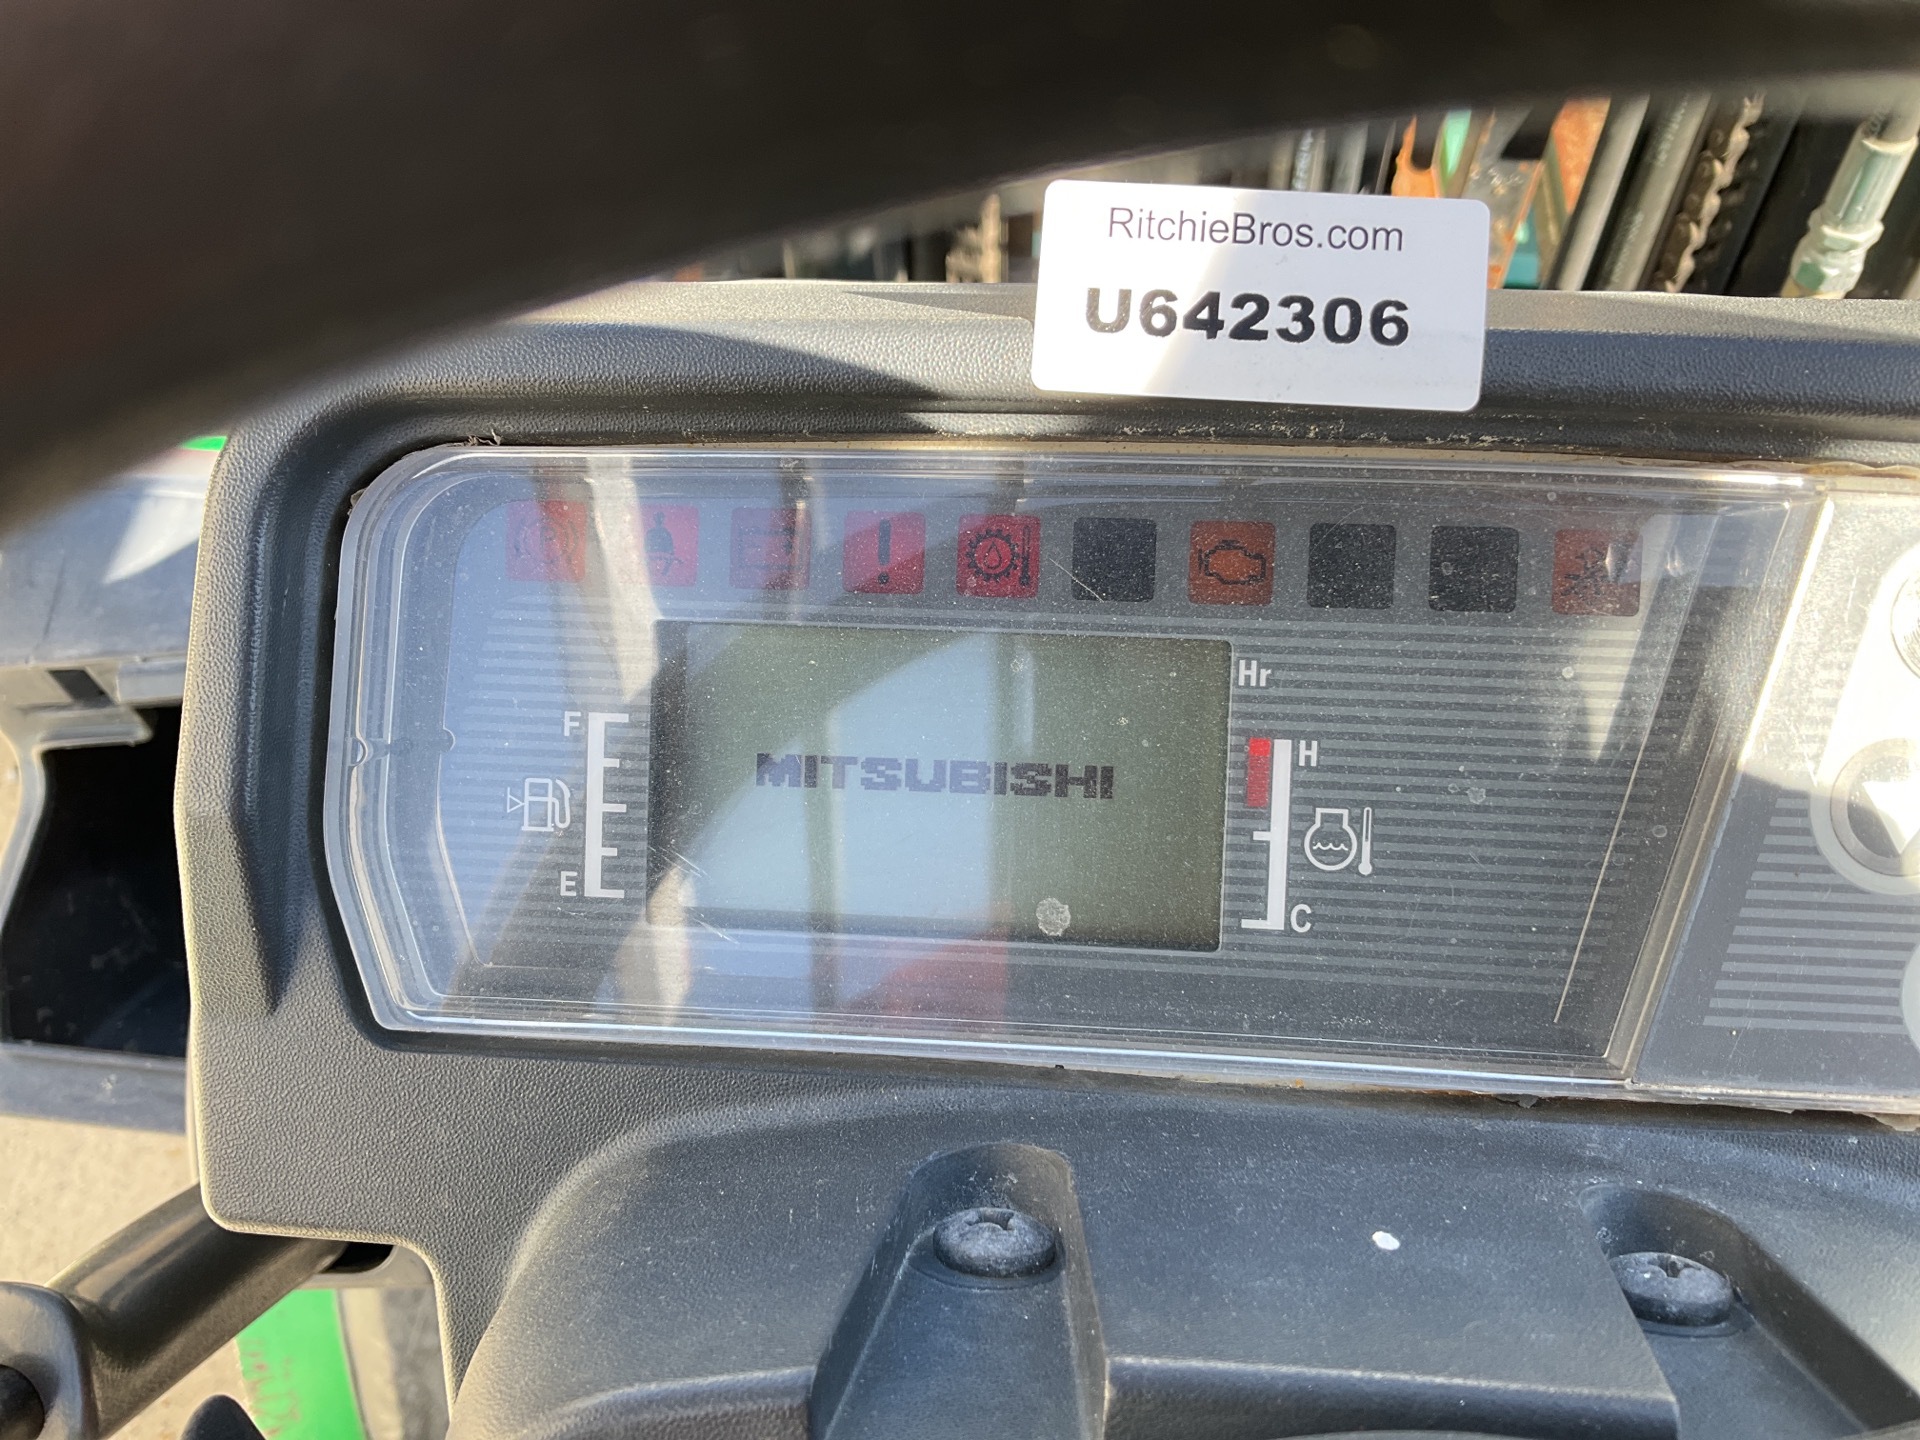 RitchieBros.com
U642306
P
!
Hr
F
E
MITSUBISHI
H
C